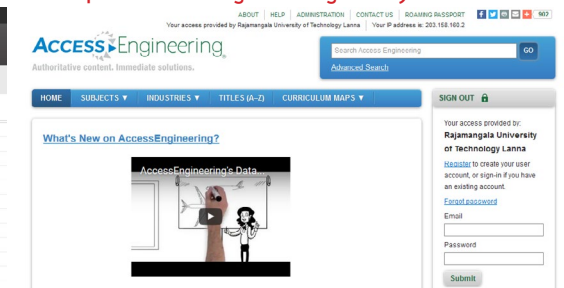 ABOUT | HELP | ADMINISTRATION | CONTACT US | ROAMING PASSPORT 902
Your access provided by Rajamangala University of Technology Lanna | Your IP address is: 203.158.160.2
ACCESS Engineering
Authoritative content. Immediate solutions.
Search Access Engineering GO
Advanced Search
HOME SUBJECTS ▼ INDUSTRIES ▼ TITLES (A–Z) CURRICULUM MAPS ▼
SIGN OUT
What's New on AccessEngineering?
AccessEngineering's Data...
Your access provided by:
Rajamangala University
of Technology Lanna
Register to create your user
account, or sign-in if you have
an existing account.
Forgot password
Email
Password
Submit